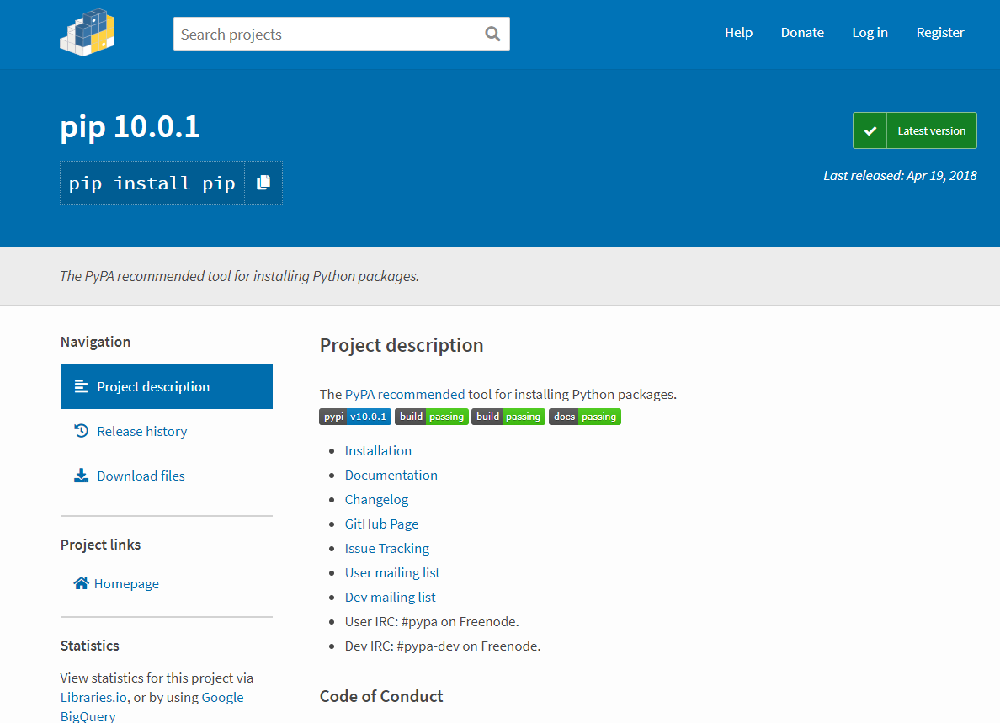 Search projects
Help Donate Log in Register
pip 10.0.1
Latest version
pip install pip
Last released: Apr 19, 2018
The PyPA recommended tool for installing Python packages.
Navigation
Project description
Release history
Download files
Project links
Homepage
Statistics
View statistics for this project via
Libraries.io, or by using Google
BigQuery
Project description
The PyPA recommended tool for installing Python packages.
pypi v10.0.1 build passing build passing docs passing
Installation
Documentation
Changelog
GitHub Page
Issue Tracking
User mailing list
Dev mailing list
User IRC: #pypa on Freenode.
Dev IRC: #pypa-dev on Freenode.
Code of Conduct